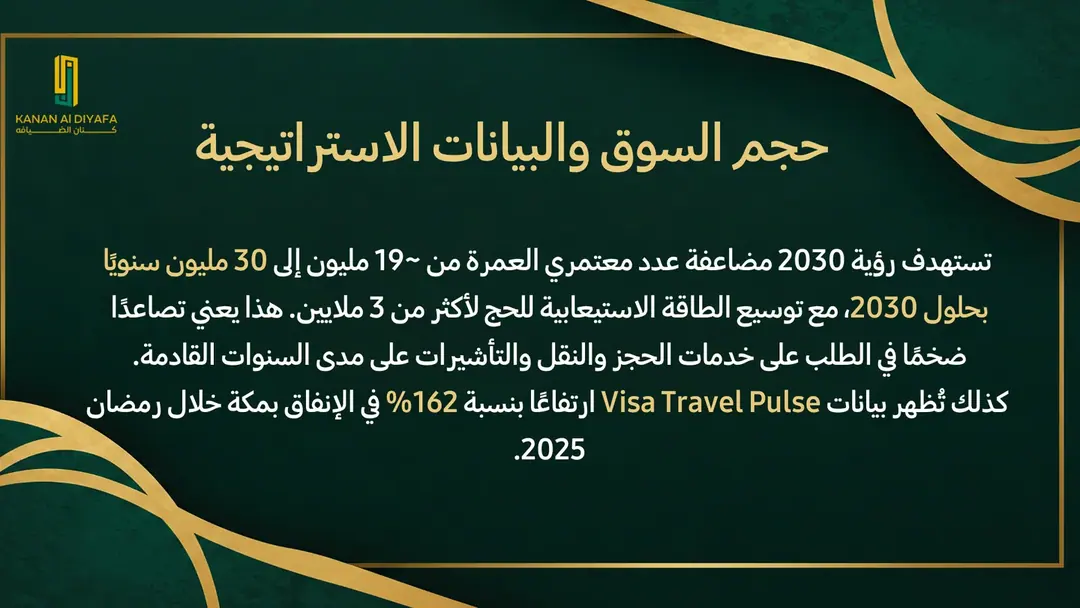 KANAN Al DIYAFA
كـــتان الضـــيافه
حجم السوق والبيانات الاستراتيجية
تستهدف رؤية 2030 مضاعفة عدد معتمري العمرة من ~19 مليون إلى 30 مليون سنويًا
بحلول 2030، مع توسيع الطاقة الاستيعابية للحج لأكثر من 3 ملايين. هذا يعني تصاعدًا
ضخمًا في الطلب على خدمات الحجز والنقل والتأشيرات على مدى السنوات القادمة.
كذلك تُظهر بيانات Visa Travel Pulse ارتفاعًا بنسبة 162% في الإنفاق بمكة خلال رمضان
2025.